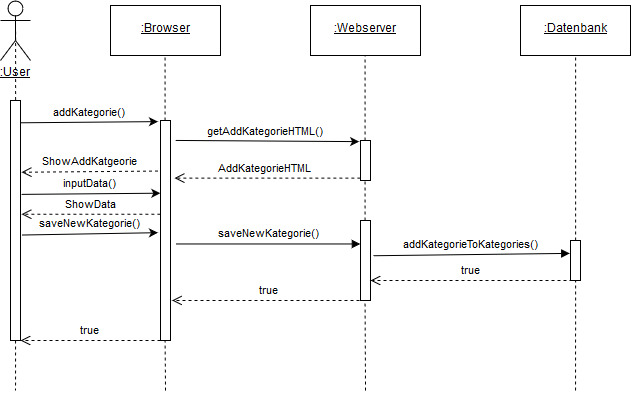 :User
:Browser
:Webserver
:Datenbank
addKategorie()
getAddKategorieHTML()
ShowAddKatgeorie
AddKategorieHTML
inputData()
ShowData
saveNewKategorie()
saveNewKategorie()
addKategorieToKategories()
true
true
true